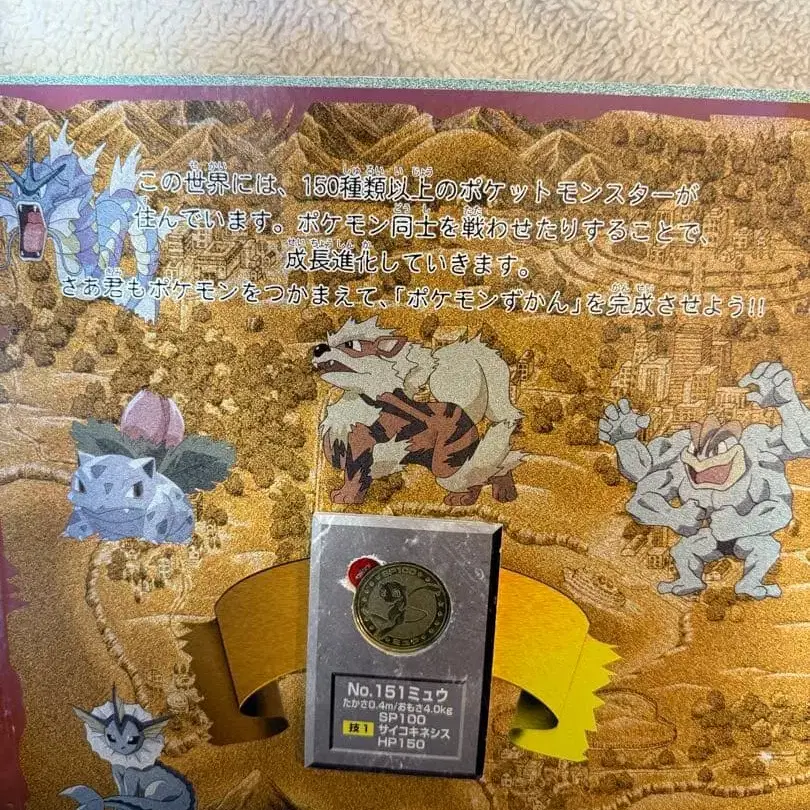 この世界には、150種類以上のポケットモンスターが
住んでいます。ポケモン同士を戦わせたりすることで、
成長進化していきます。
さあ君もポケモンをつかまえて、「ポケモンずかん」を完成させよう!!
No.151ミュウ
たかさ0.4m/おもさ4.0kg
SP100
技1 サイコキネシス
HP150